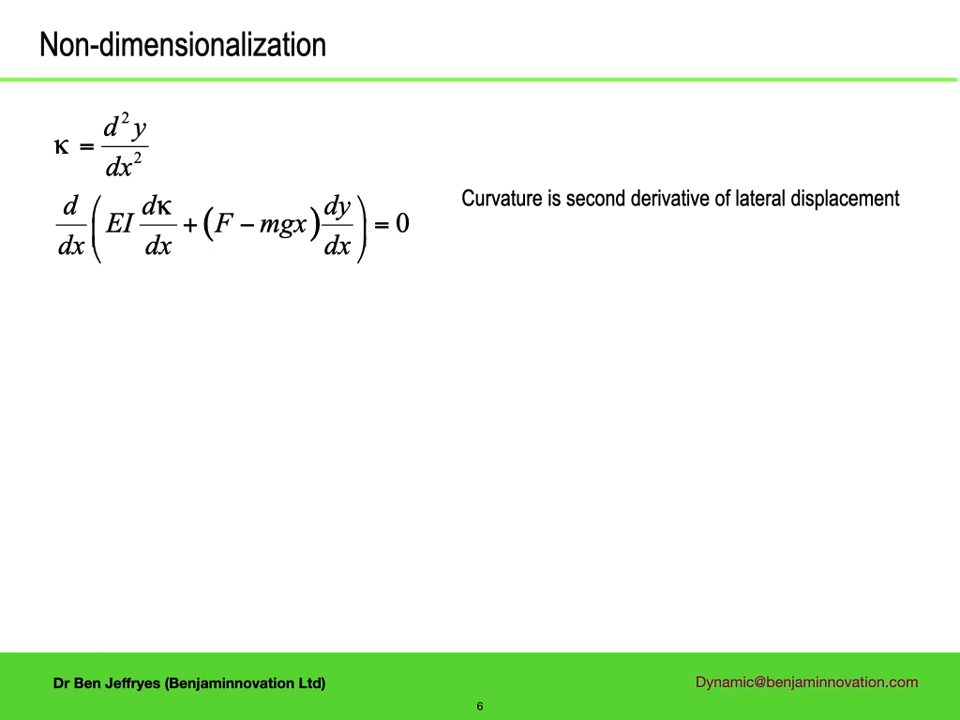 Non-dimensionalization
κ = d²y/dx²
d/dx (EI dκ/dx + (F − mgx) dy/dx) = 0
Curvature is second derivative of lateral displacement
Dr Ben Jeffryes (Benjaminnovation Ltd)
Dynamic@benjaminnovation.com
6